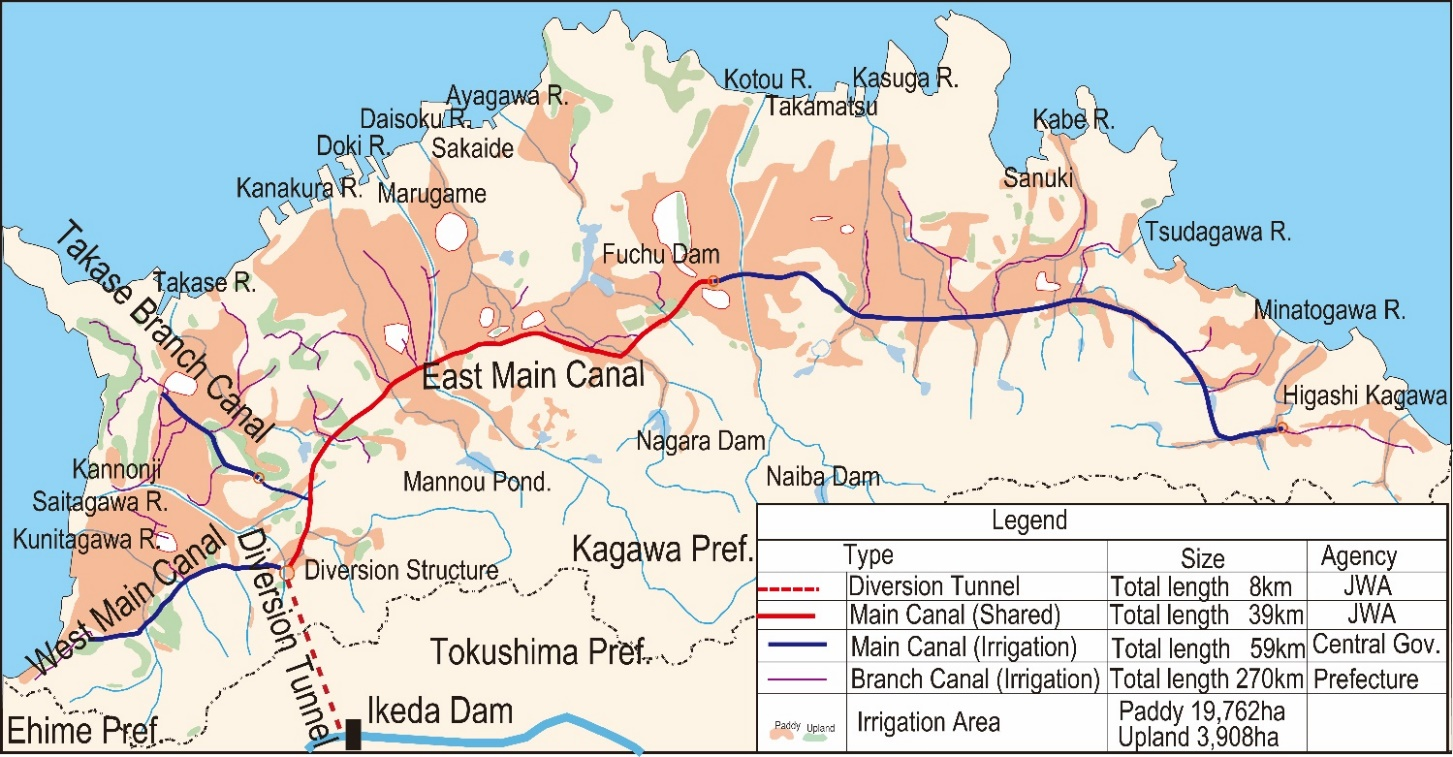 Kotou R.
Kasuga R.
Takamatsu
Ayagawa R.
Daisoku R.
Sakaide
Doki R.
Kabe R.
Kanakura R.
Marugame
Sanuki
Takase Branch Canal
Tsudagawa R.
Fuchu Dam
Takase R.
Minatogawa R.
East Main Canal
Higashi Kagawa
Nagara Dam
Kannonji
Mannou Pond.
Naiba Dam
Saitagawa R.
Kunitagawa R.
West Main Canal
Diversion Tunnel
Diversion Structure
Kagawa Pref.
Tokushima Pref.
Ikeda Dam
Ehime Pref.
Legend
Type Size Agency
Diversion Tunnel Total length 8km JWA
Main Canal (Shared) Total length 39km JWA
Main Canal (Irrigation) Total length 59km Central Gov.
Branch Canal (Irrigation) Total length 270km Prefecture
Paddy Upland Irrigation Area Paddy 19,762ha
Upland 3,908ha